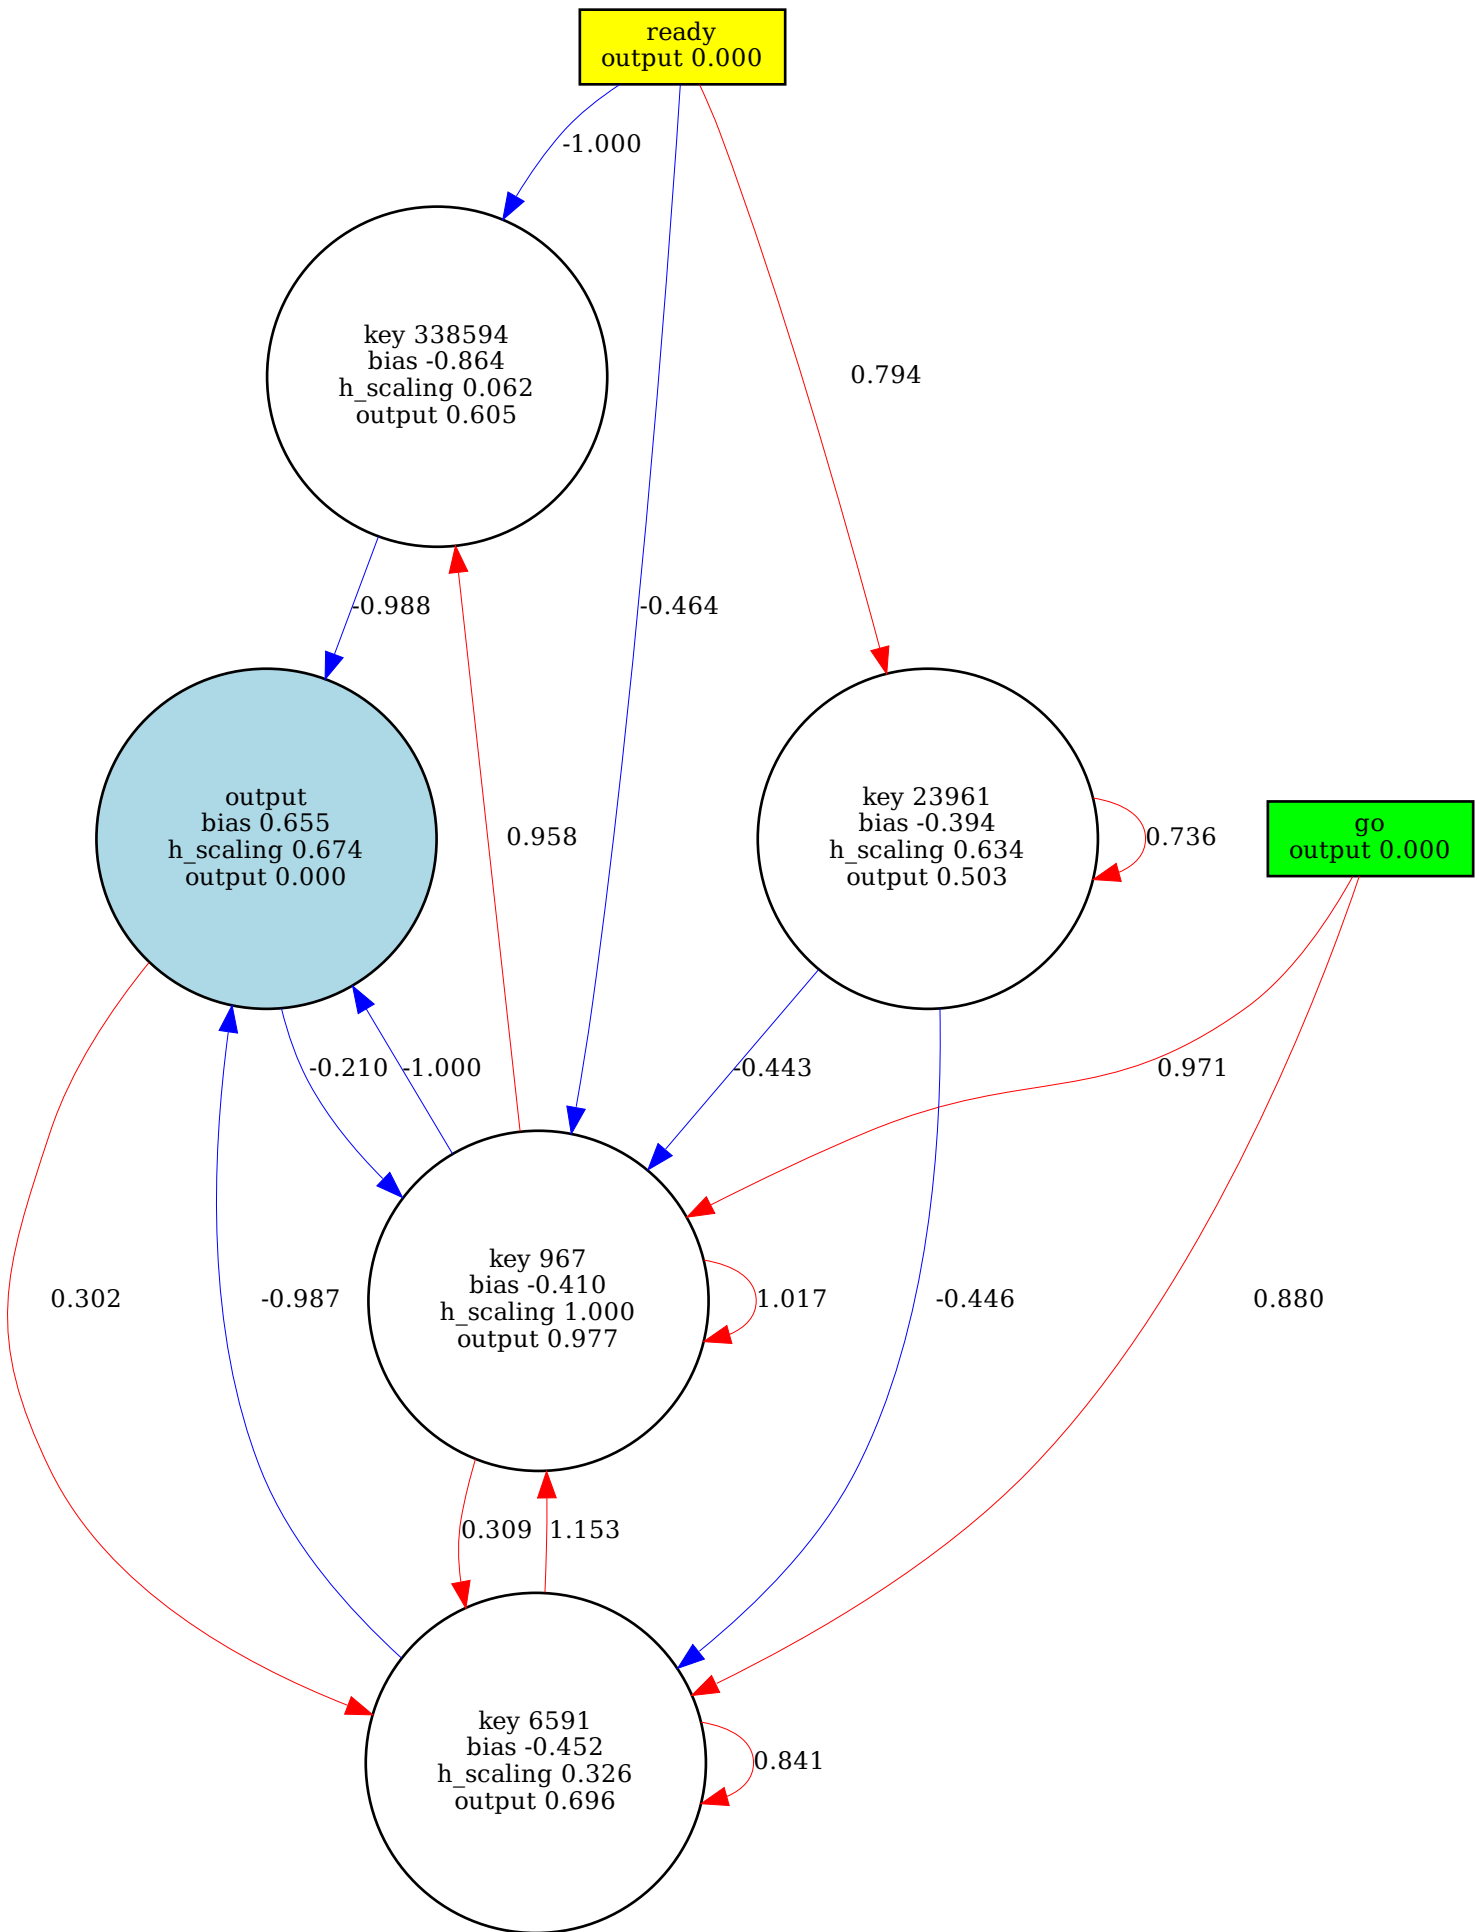 ready
output 0.000
-1.000
key 338594
bias -0.864
h_scaling 0.062
output 0.605
0.794
-0.988
-0.464
output
bias 0.655
h_scaling 0.674
output 0.000
0.958
key 23961
bias -0.394
h_scaling 0.634
output 0.503
0.736
go
output 0.000
-0.210
-1.000
-0.443
0.971
0.302
-0.987
key 967
bias -0.410
h_scaling 1.000
output 0.977
1.017
-0.446
0.880
0.309
1.153
key 6591
bias -0.452
h_scaling 0.326
output 0.696
0.841